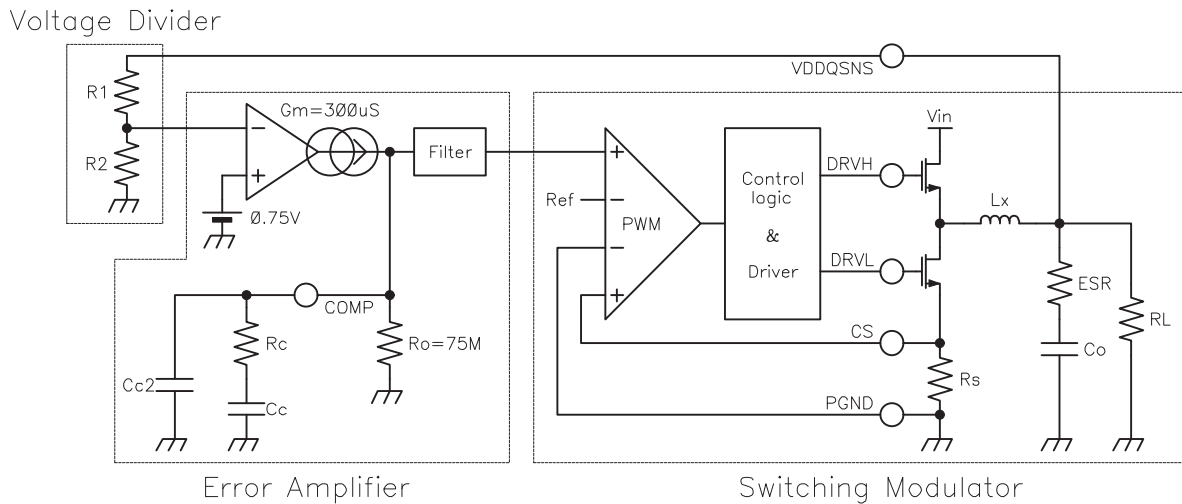 Voltage Divider
VDDQSNS
R1
R2
Gm=300uS
Filter
0.75V
COMP
Rc
Ro=75M
Cc2
Cc
Error Amplifier
Ref
PWM
Control
logic
&
Driver
Vin
DRVH
DRVL
Lx
ESR
RL
Co
CS
Rs
PGND
Switching Modulator